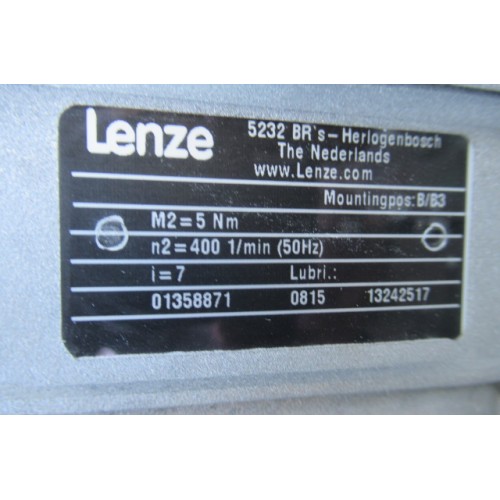 Lenze
5232 BR's-Herlogenbosch
The Nederlands
www.Lenze.com
Mountingpos:B/B3
M2=5 Nm
n2=400 1/min (50Hz)
i=7 Lubri.:
01358871 0815 13242517